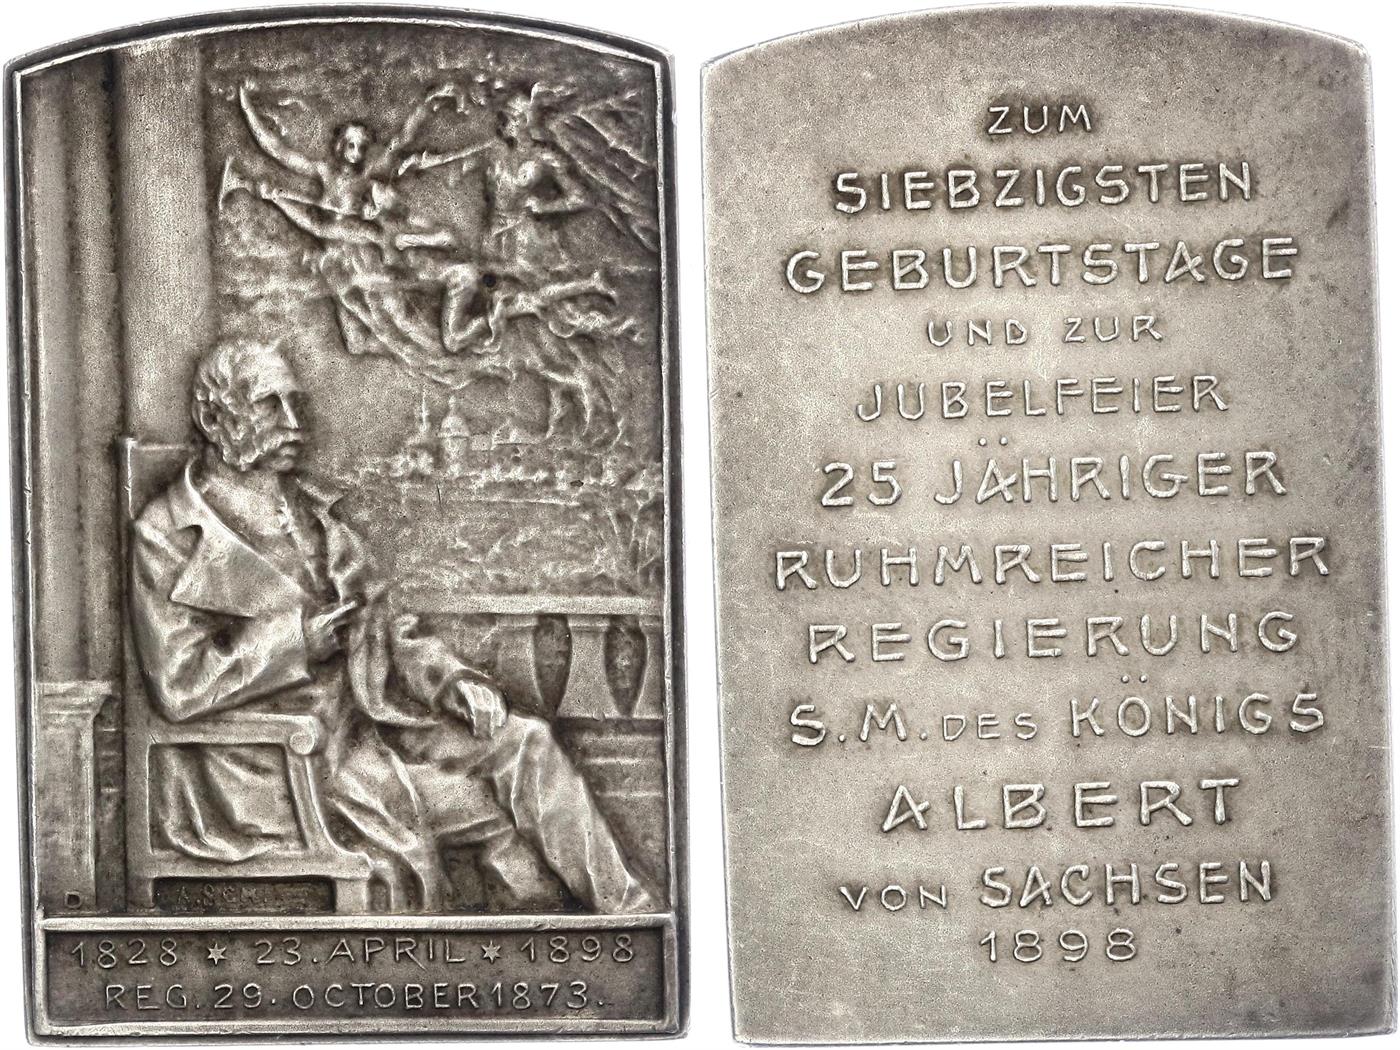 1828 * 23. APRIL * 1898
REG. 29. OCTOBER 1873.
ZUM
SIEBZIGSTEN
GEBURTSTAGE
UND ZUR
JUBELFEIER
25 JÄHRIGER
RUHMREICHER
REGIERUNG
S.M. DES KÖNIGS
ALBERT
VON SACHSEN
1898